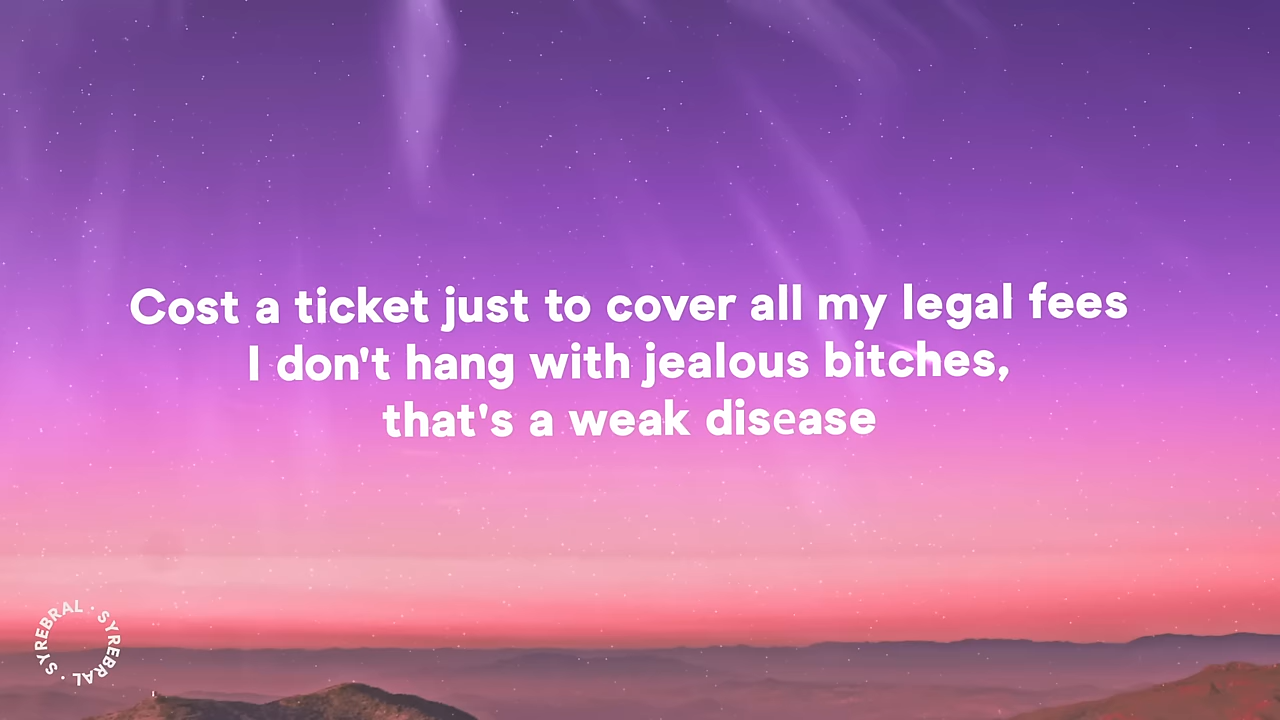 Cost a ticket just to cover all my legal fees
I don't hang with jealous bitches,
that's a weak disease
SYREBRAL · SYREBRAL ·